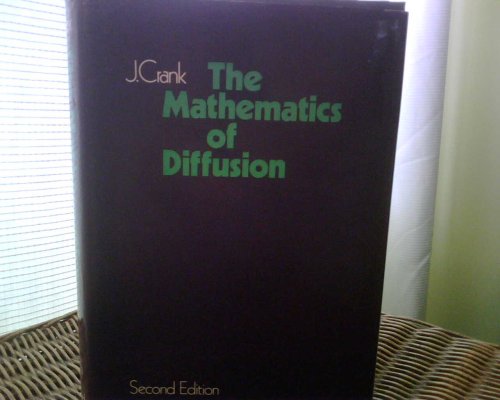 J.Crank The
Mathematics
of
Diffusion
Second Edition